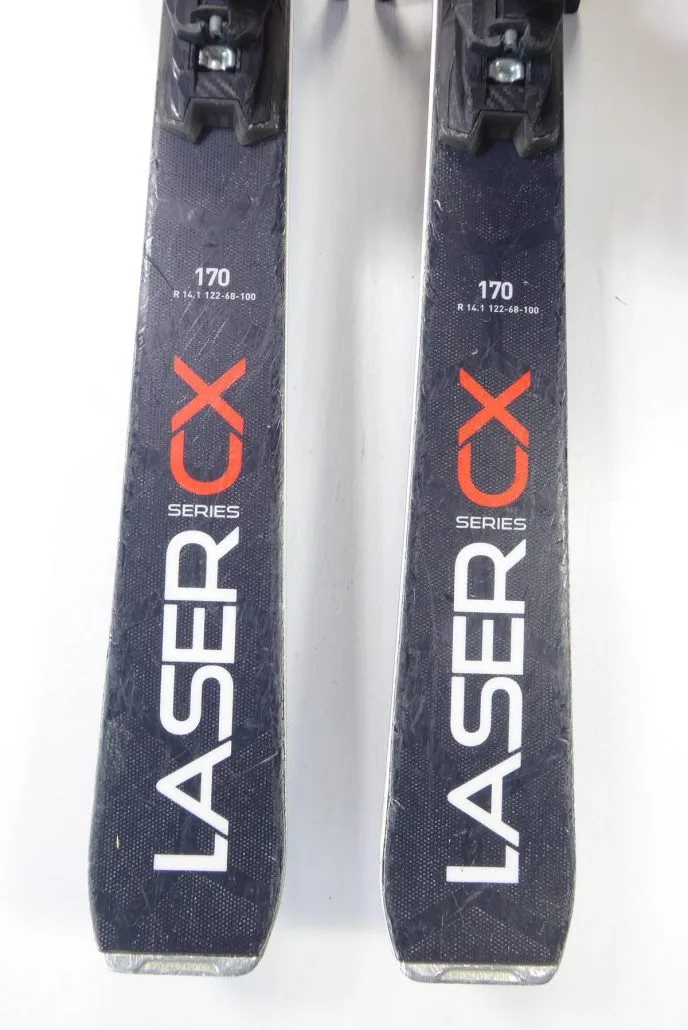 170
R 14.1 122-68-100
LASER CX
SERIES
170
R 14.1 122-68-100
LASER CX
SERIES